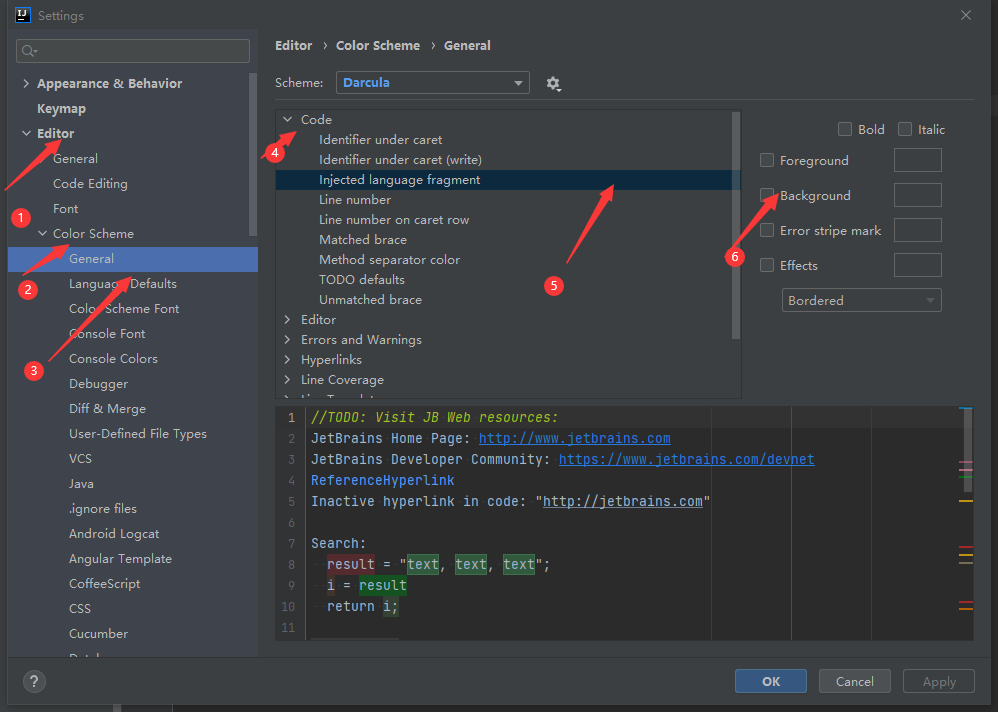 Settings
Editor › Color Scheme › General
Scheme: Darcula
Appearance & Behavior
Keymap
Editor
General
Code Editing
Font
1
Color Scheme
General
2
Language Defaults
Color Scheme Font
Console Font
3
Console Colors
Debugger
Diff & Merge
User-Defined File Types
VCS
Java
.ignore files
Android Logcat
Angular Template
CoffeeScript
CSS
Cucumber
Code
4
Identifier under caret
Identifier under caret (write)
Injected language fragment
Line number
Line number on caret row
Matched brace
Method separator color
TODO defaults
5
Unmatched brace
Editor
Errors and Warnings
Hyperlinks
Line Coverage
Bold Italic
Foreground
Background
Error stripe mark
6
Effects
Bordered
1 //TODO: Visit JB Web resources:
2 JetBrains Home Page: http://www.jetbrains.com
3 JetBrains Developer Community: https://www.jetbrains.com/devnet
4 ReferenceHyperlink
5 Inactive hyperlink in code: "http://jetbrains.com"
6
7 Search:
8 result = "text, text, text";
9 i = result
10 return i;
11
? OK Cancel Apply